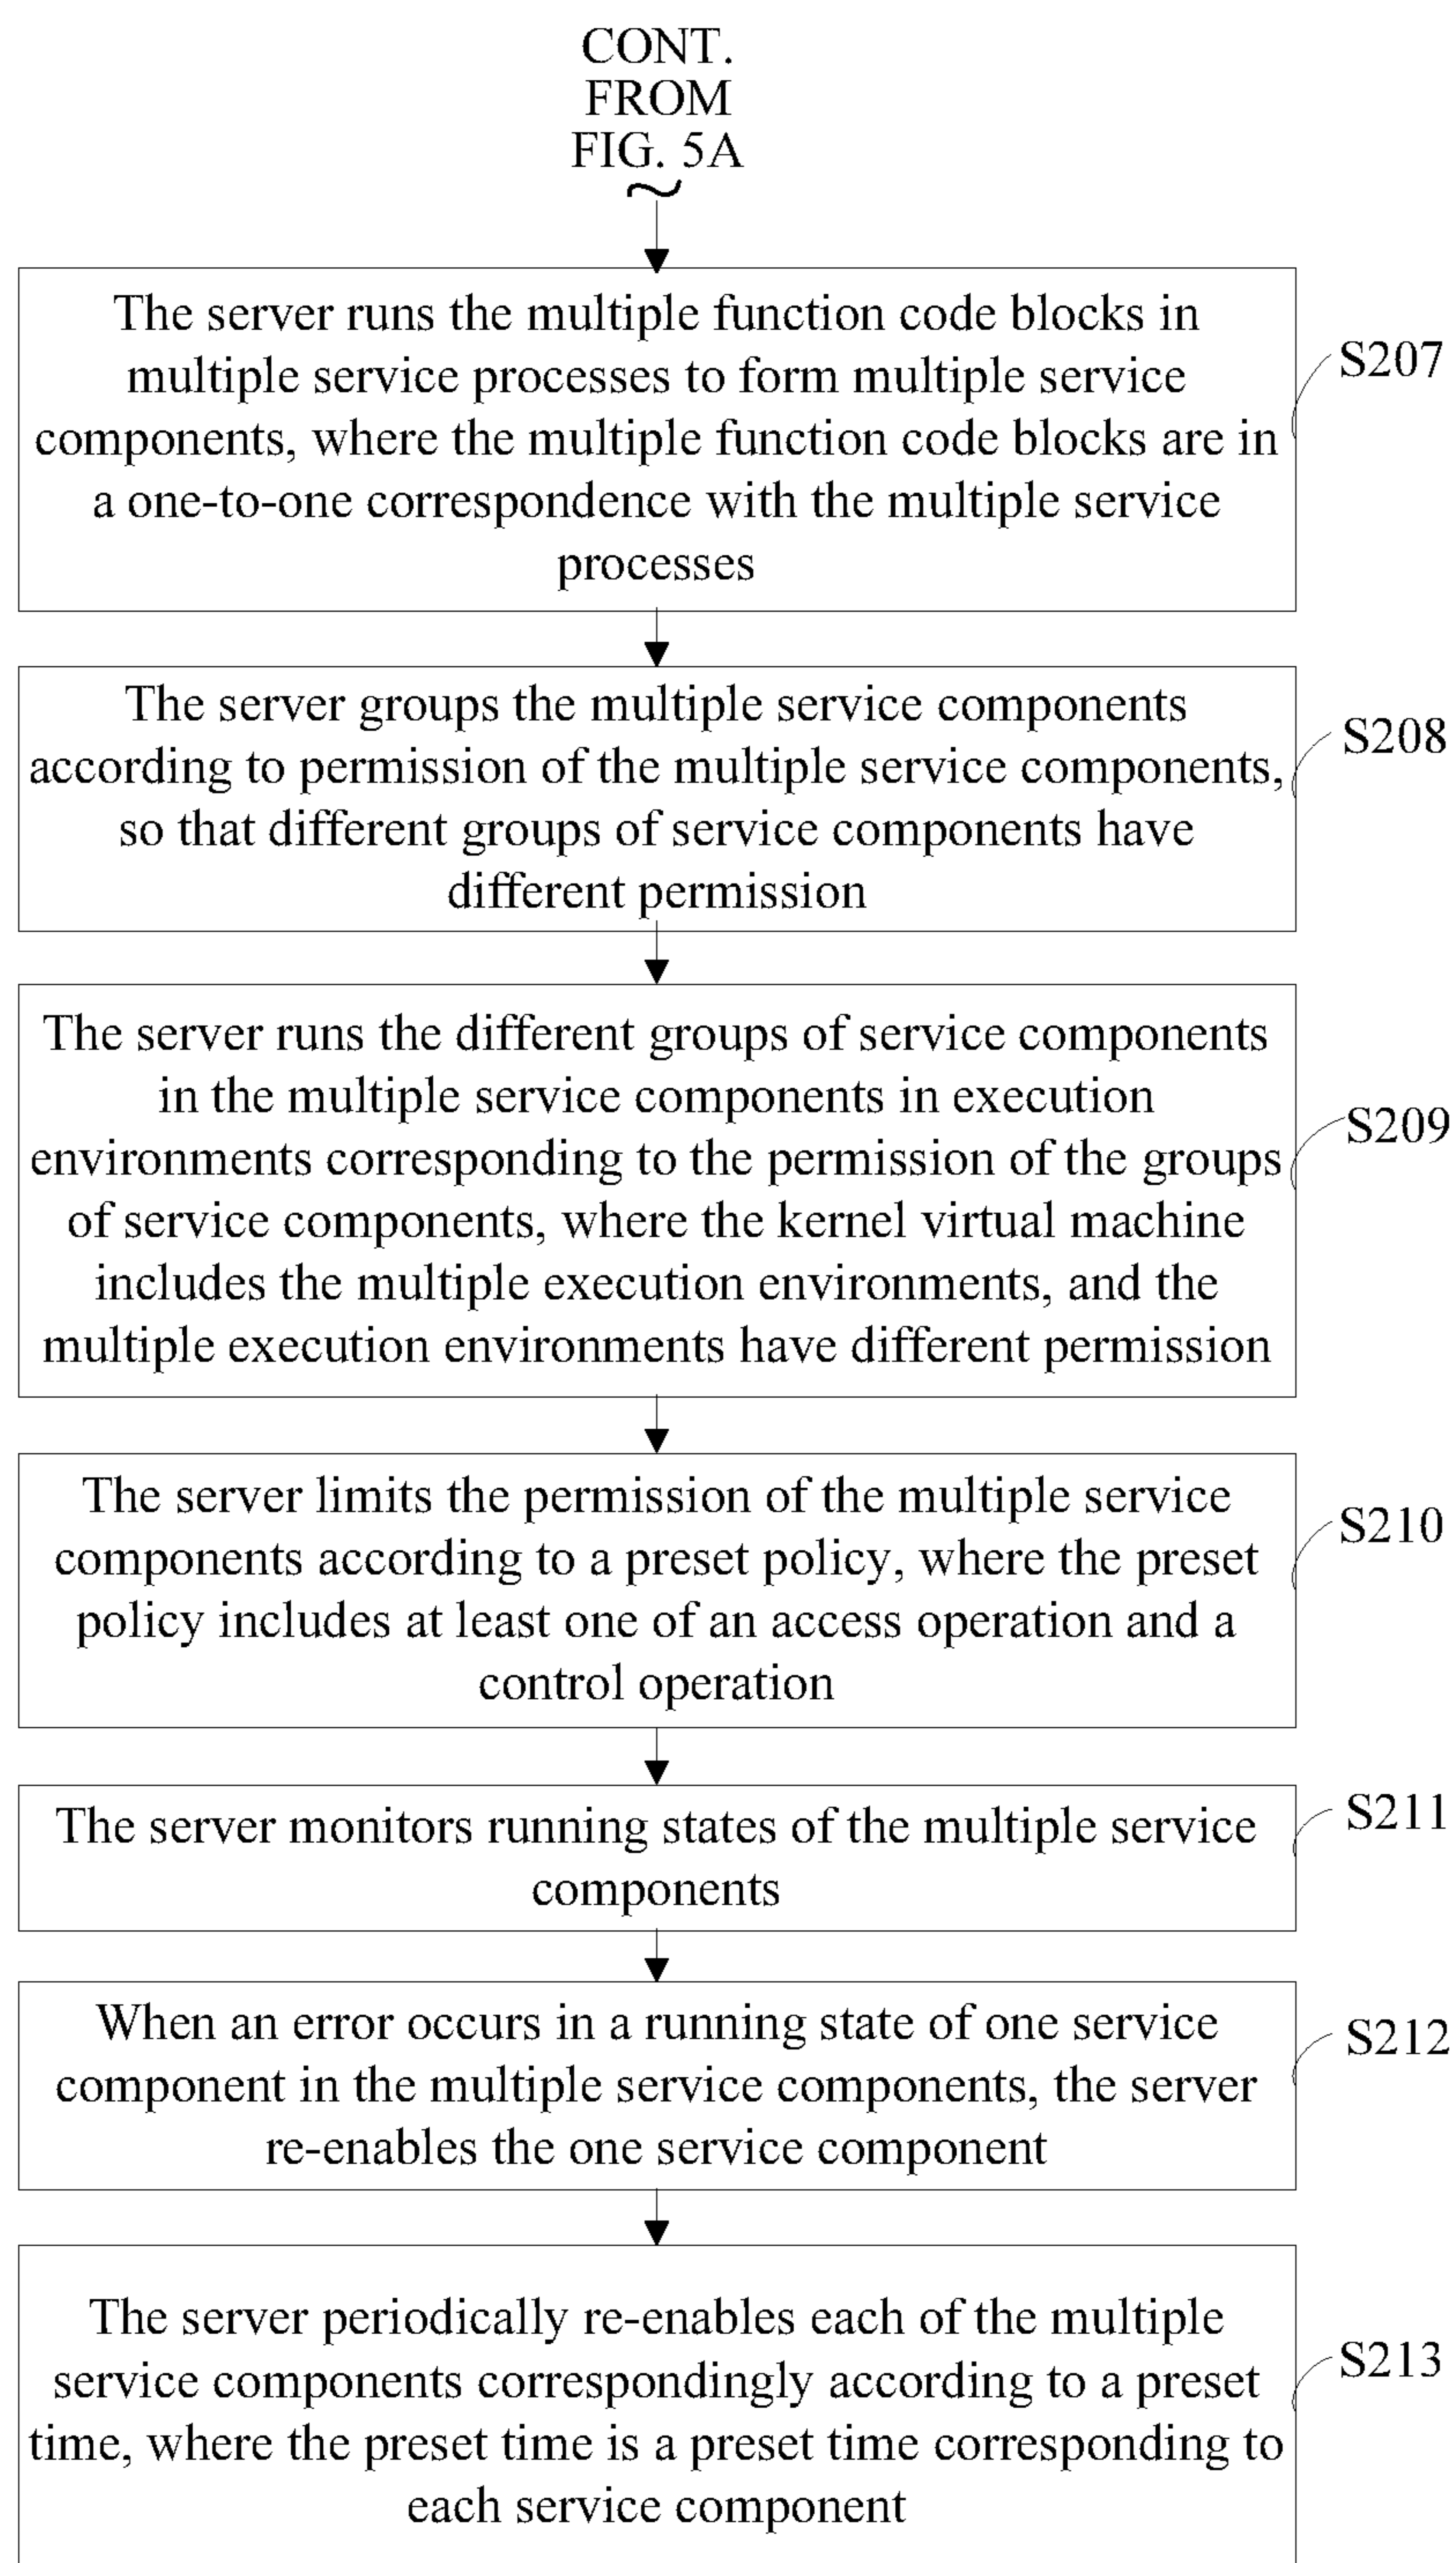 CONT.
FROM
FIG. 5A
The server runs the multiple function code blocks in
multiple service processes to form multiple service
components, where the multiple function code blocks are in
a one-to-one correspondence with the multiple service
processes
S207
The server groups the multiple service components
according to permission of the multiple service components,
so that different groups of service components have
different permission
S208
The server runs the different groups of service components
in the multiple service components in execution
environments corresponding to the permission of the groups
of service components, where the kernel virtual machine
includes the multiple execution environments, and the
multiple execution environments have different permission
S209
The server limits the permission of the multiple service
components according to a preset policy, where the preset
policy includes at least one of an access operation and a
control operation
S210
The server monitors running states of the multiple service
components
S211
When an error occurs in a running state of one service
component in the multiple service components, the server
re-enables the one service component
S212
The server periodically re-enables each of the multiple
service components correspondingly according to a preset
time, where the preset time is a preset time corresponding to
each service component
S213